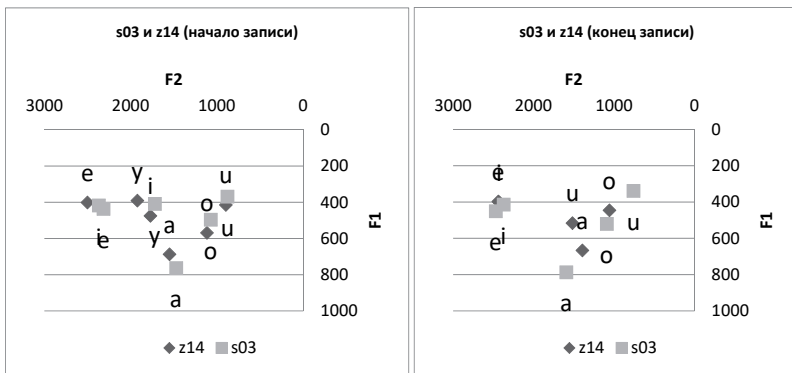 s03 и z14 (начало записи)
F2
3000 2000 1000 0
0
200
400
600
800
1000
F1
e y i u
o
a
i e y o u
a
z14 s03
s03 и z14 (конец записи)
F2
3000 2000 1000 0
0
200
400
600
800
1000
F1
e i u o
a
e i o u
a
z14 s03